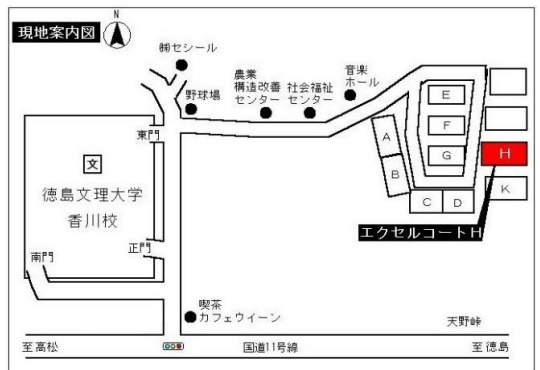 現地案内図
N
㈱セシール
野球場
農業
構造改善
センター
社会福祉
センター
音楽
ホール
東門
文
徳島文理大学
香川校
正門
南門
E
F
G
A
B
C
D
H
K
エクセルコートH
喫茶
カフェウイーン
天野峠
至高松
国道11号線
至徳島